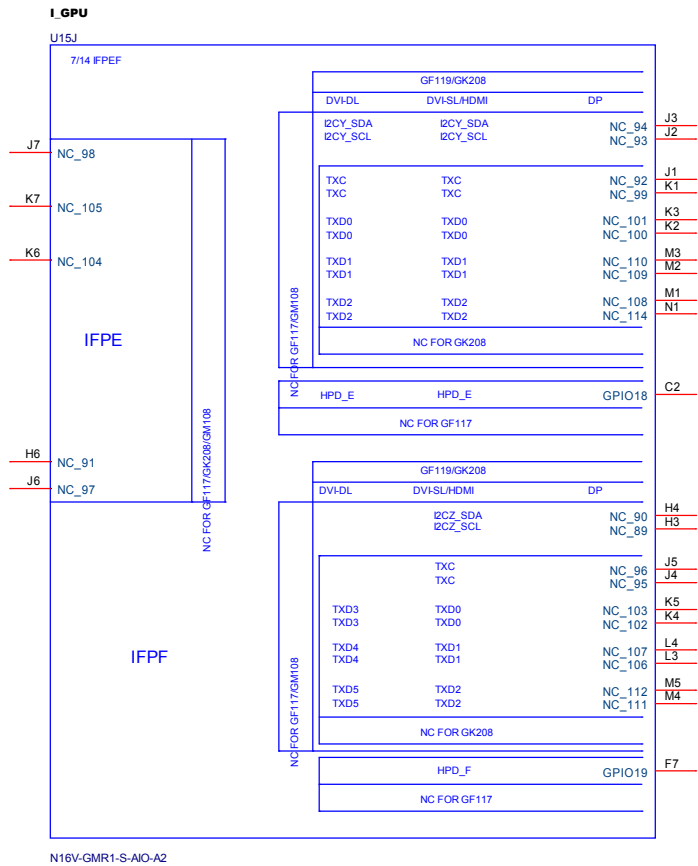 I_GPU
U15J
7/14 IFPEF
GF119/GK208
DVI-DL DVI-SL/HDMI DP
I2CY_SDA I2CY_SDA NC_94 J3
I2CY_SCL I2CY_SCL NC_93 J2
J7 NC_98
TXC TXC NC_92 J1
TXC TXC NC_99 K1
K7 NC_105
TXD0 TXD0 NC_101 K3
TXD0 TXD0 NC_100 K2
K6 NC_104
TXD1 TXD1 NC_110 M3
TXD1 TXD1 NC_109 M2
TXD2 TXD2 NC_108 M1
TXD2 TXD2 NC_114 N1
IFPE
NC FOR GK208
NC FOR GF117/GM108
HPD_E HPD_E GPIO18 C2
NC FOR GF117
H6 NC_91
J6 NC_97
NC FOR GF117/GK208/GM108
GF119/GK208
DVI-DL DVI-SL/HDMI DP
I2CZ_SDA NC_90 H4
I2CZ_SCL NC_89 H3
TXC NC_96 J5
TXC NC_95 J4
TXD3 TXD0 NC_103 K5
TXD3 TXD0 NC_102 K4
TXD4 TXD1 NC_107 L4
TXD4 TXD1 NC_106 L3
IFPF
TXD5 TXD2 NC_112 M5
TXD5 TXD2 NC_111 M4
NC FOR GK208
NC FOR GF117/GM108
HPD_F GPIO19 F7
NC FOR GF117
N16V-GMR1-S-AIO-A2